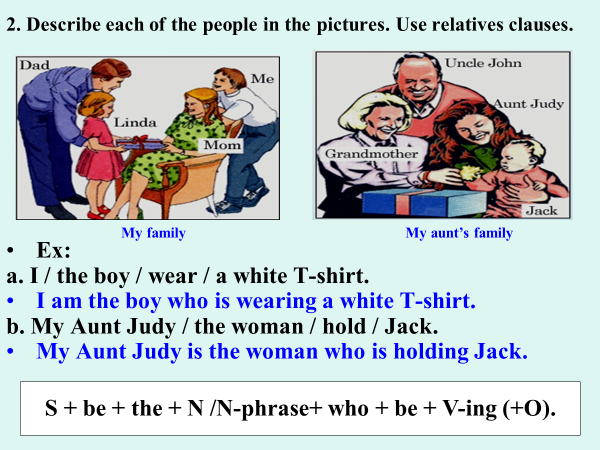 2. Describe each of the people in the pictures. Use relatives clauses.
Dad
Me
Linda
Mom
Uncle John
Aunt Judy
Grandmother
Jack
My family
My aunt's family
• Ex:
a. I / the boy / wear / a white T-shirt.
• I am the boy who is wearing a white T-shirt.
b. My Aunt Judy / the woman / hold / Jack.
• My Aunt Judy is the woman who is holding Jack.
S + be + the + N /N-phrase+ who + be + V-ing (+O).